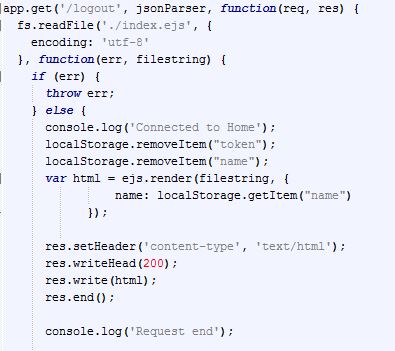 app.get('/logout', jsonParser, function(req, res) {
  fs.readFile('./index.ejs', {
    encoding: 'utf-8'
  }, function(err, filestring) {
    if (err) {
      throw err;
    } else {
      console.log('Connected to Home');
      localStorage.removeItem("token");
      localStorage.removeItem("name");
      var html = ejs.render(filestring, {
              name: localStorage.getItem("name")
          });
      res.setHeader('content-type', 'text/html');
      res.writeHead(200);
      res.write(html);
      res.end();
      console.log('Request end');